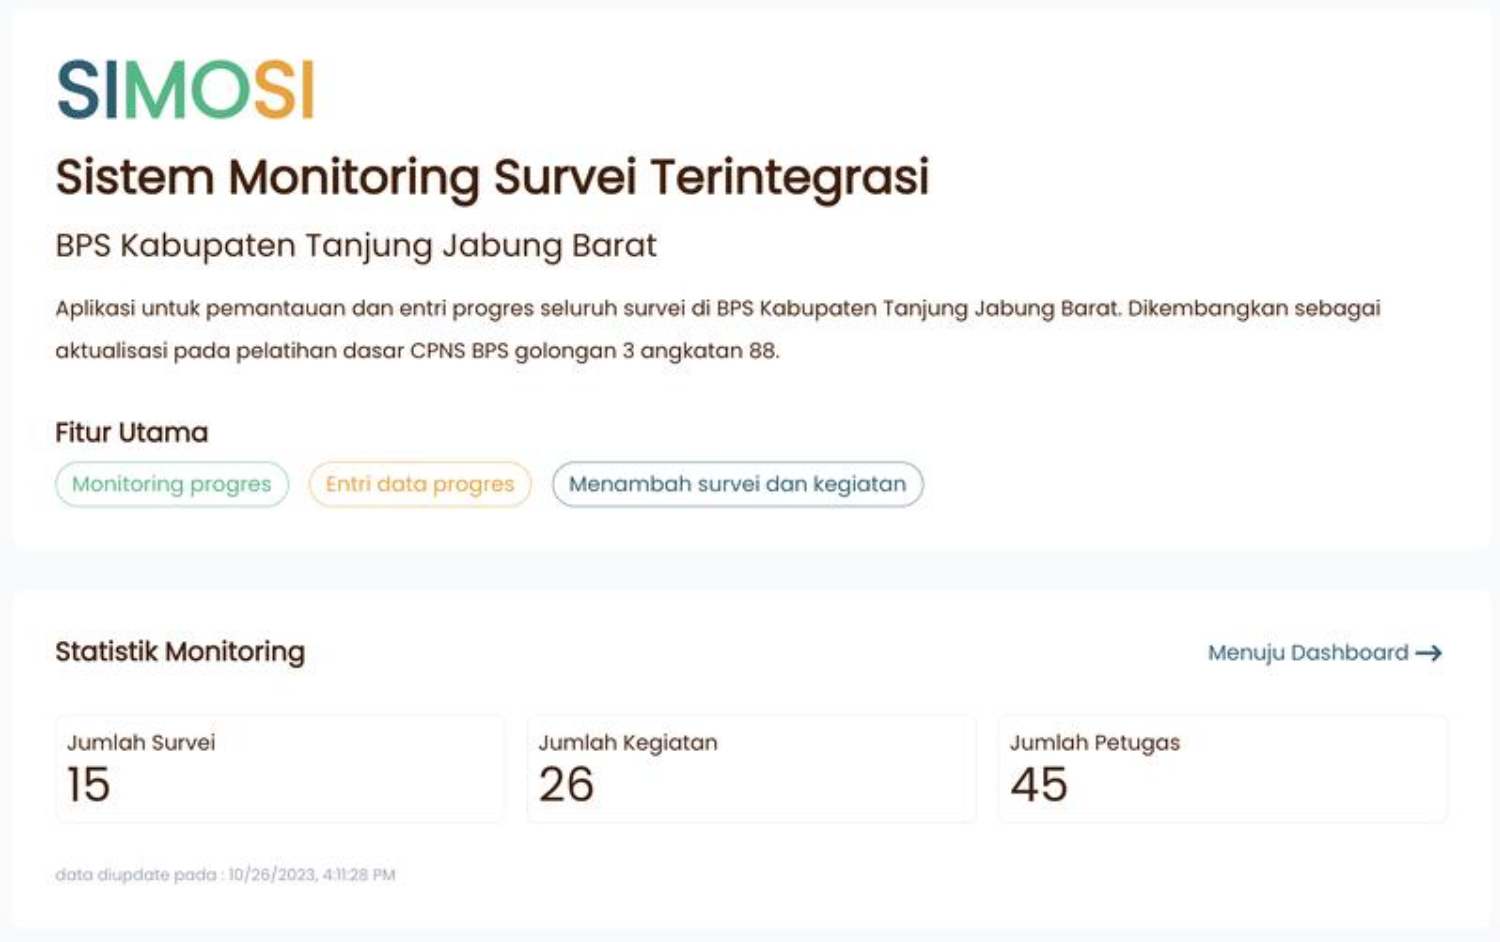 SIMOSI
Sistem Monitoring Survei Terintegrasi
BPS Kabupaten Tanjung Jabung Barat
Aplikasi untuk pemantauan dan entri progres seluruh survei di BPS Kabupaten Tanjung Jabung Barat. Dikembangkan sebagai
aktualisasi pada pelatihan dasar CPNS BPS golongan 3 angkatan 88.
Fitur Utama
Monitoring progres
Entri data progres
Menambah survei dan kegiatan
Statistik Monitoring
Menuju Dashboard →
Jumlah Survei
15
Jumlah Kegiatan
26
Jumlah Petugas
45
data diupdate pada : 10/26/2023, 4:11:28 PM